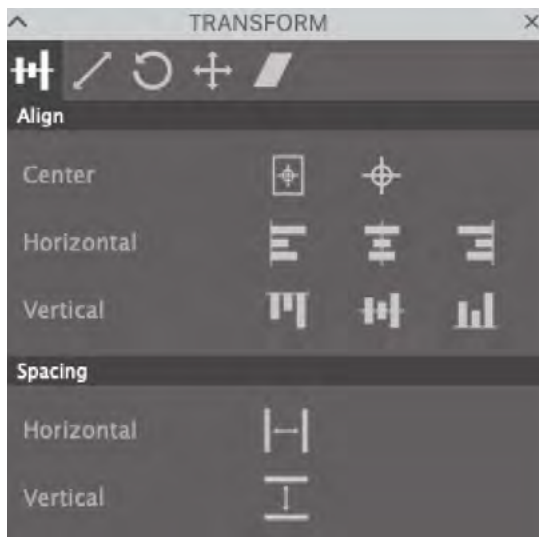 TRANSFORM
Align
Center
Horizontal
Vertical
Spacing
Horizontal
Vertical